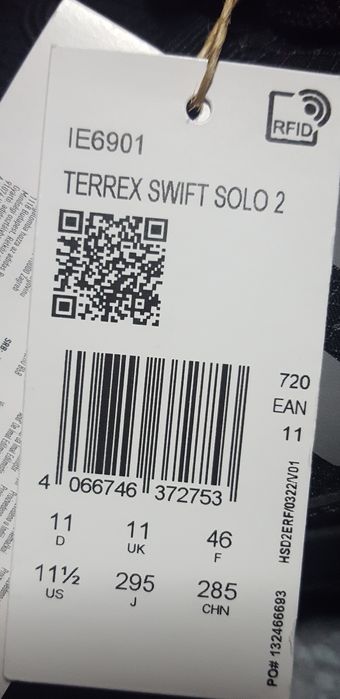 RFID
IE6901
TERREX SWIFT SOLO 2
720
EAN
11
4 066746 372753
11 11 46
D UK F
11½ 295 285
US J CHN
HSD2ERF/0322/V01
PO# 132466693
SRB-